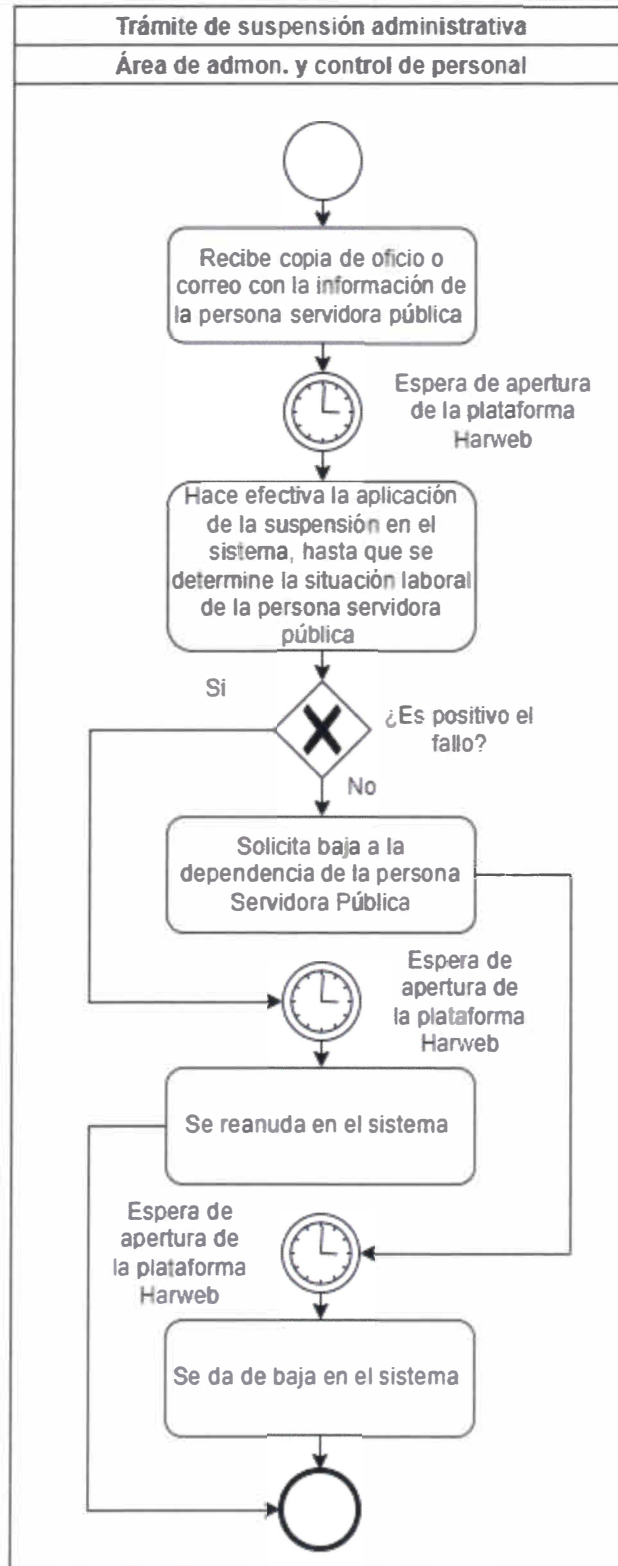 Trámite de suspensión administrativa
Área de admon. y control de personal
Recibe copia de oficio o
correo con la información de
la persona servidora pública
Espera de apertura
de la plataforma
Harweb
Hace efectiva la aplicación
de la suspensión en el
sistema, hasta que se
determine la situación laboral
de la persona servidora
pública
Si
¿Es positivo el
fallo?
No
Solicita baja a la
dependencia de la persona
Servidora Pública
Espera de
apertura de
la plataforma
Harweb
Se reanuda en el sistema
Espera de
apertura de
la plataforma
Harweb
Se da de baja en el sistema